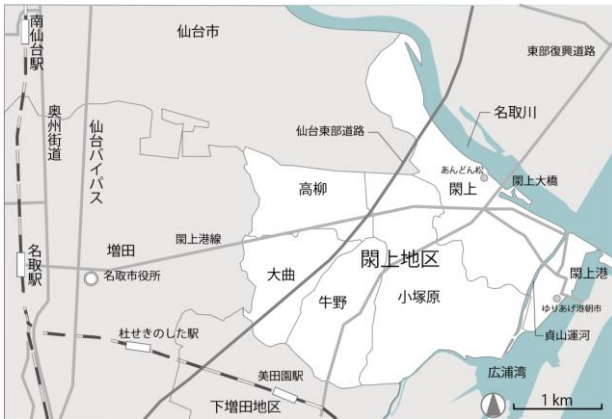 南仙台駅
仙台市
東部復興道路
奥州街道
仙台バイパス
仙台東部道路
名取川
あんどん松
閖上
閖上大橋
高柳
閖上港線
増田
名取駅
名取市役所
大曲
閖上地区
牛野
小塚原
閖上港
ゆりあげ港朝市
貞山運河
杜せきのした駅
美田園駅
広浦湾
下増田地区
1 km